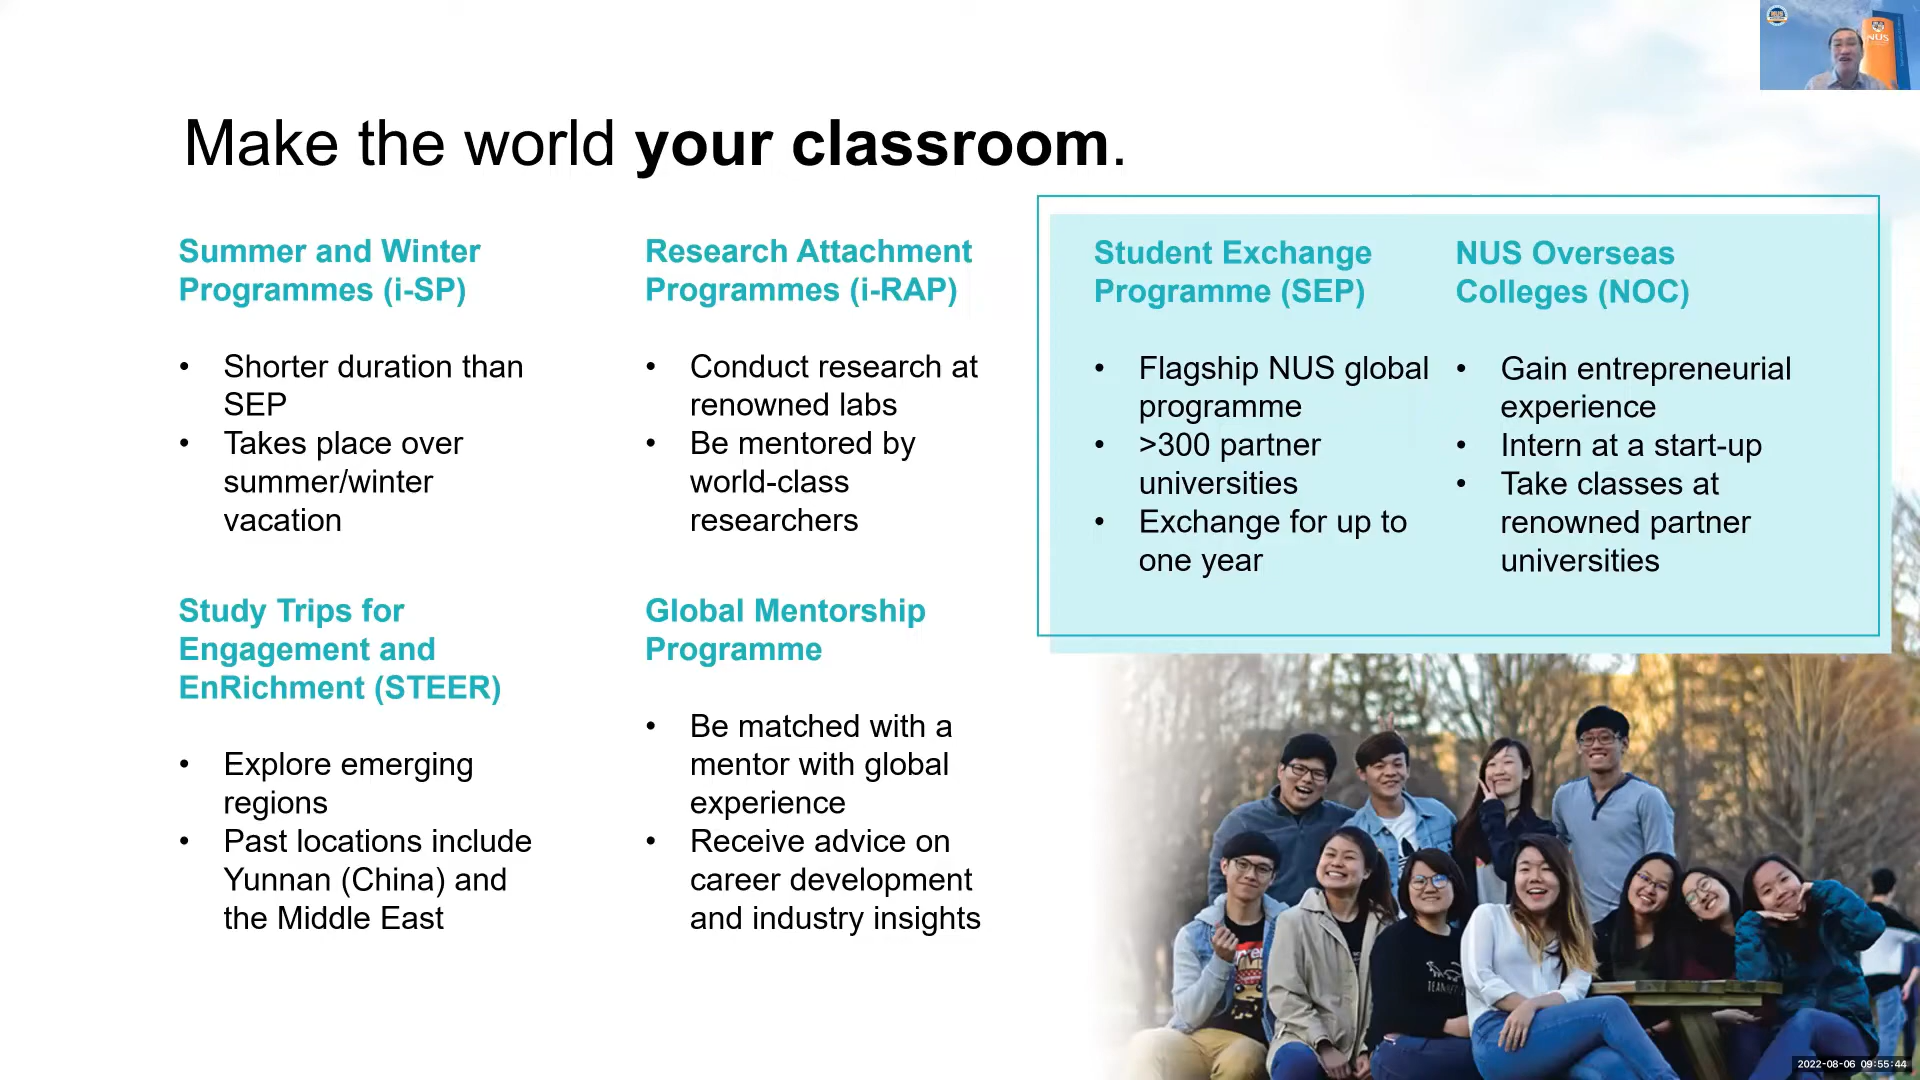 NUS
Make the world your classroom.
Summer and Winter
Programmes (i-SP)
• Shorter duration than
SEP
• Takes place over
summer/winter
vacation
Research Attachment
Programmes (i-RAP)
• Conduct research at
renowned labs
• Be mentored by
world-class
researchers
Student Exchange
Programme (SEP)
• Flagship NUS global
programme
• >300 partner
universities
• Exchange for up to
one year
NUS Overseas
Colleges (NOC)
• Gain entrepreneurial
experience
• Intern at a start-up
• Take classes at
renowned partner
universities
Study Trips for
Engagement and
EnRichment (STEER)
• Explore emerging
regions
• Past locations include
Yunnan (China) and
the Middle East
Global Mentorship
Programme
• Be matched with a
mentor with global
experience
• Receive advice on
career development
and industry insights
2022-08-06 09:55:44